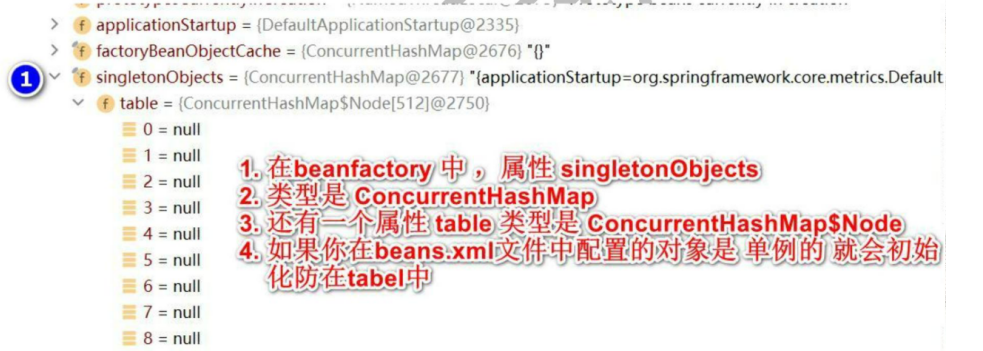 applicationStartup = {DefaultApplicationStartup@2335}
factoryBeanObjectCache = {ConcurrentHashMap@2676} "{}"
1 singletonObjects = {ConcurrentHashMap@2677} "{applicationStartup=org.springframework.core.metrics.Default
table = {ConcurrentHashMap$Node[512]@2750}
0 = null
1 = null
2 = null
3 = null
4 = null
5 = null
6 = null
7 = null
8 = null
1. 在beanfactory 中 ，属性 singletonObjects
2. 类型是 ConcurrentHashMap
3. 还有一个属性 table 类型是 ConcurrentHashMap$Node
4. 如果你在beans.xml文件中配置的对象是 单例的 就会初始
化防在tabel中